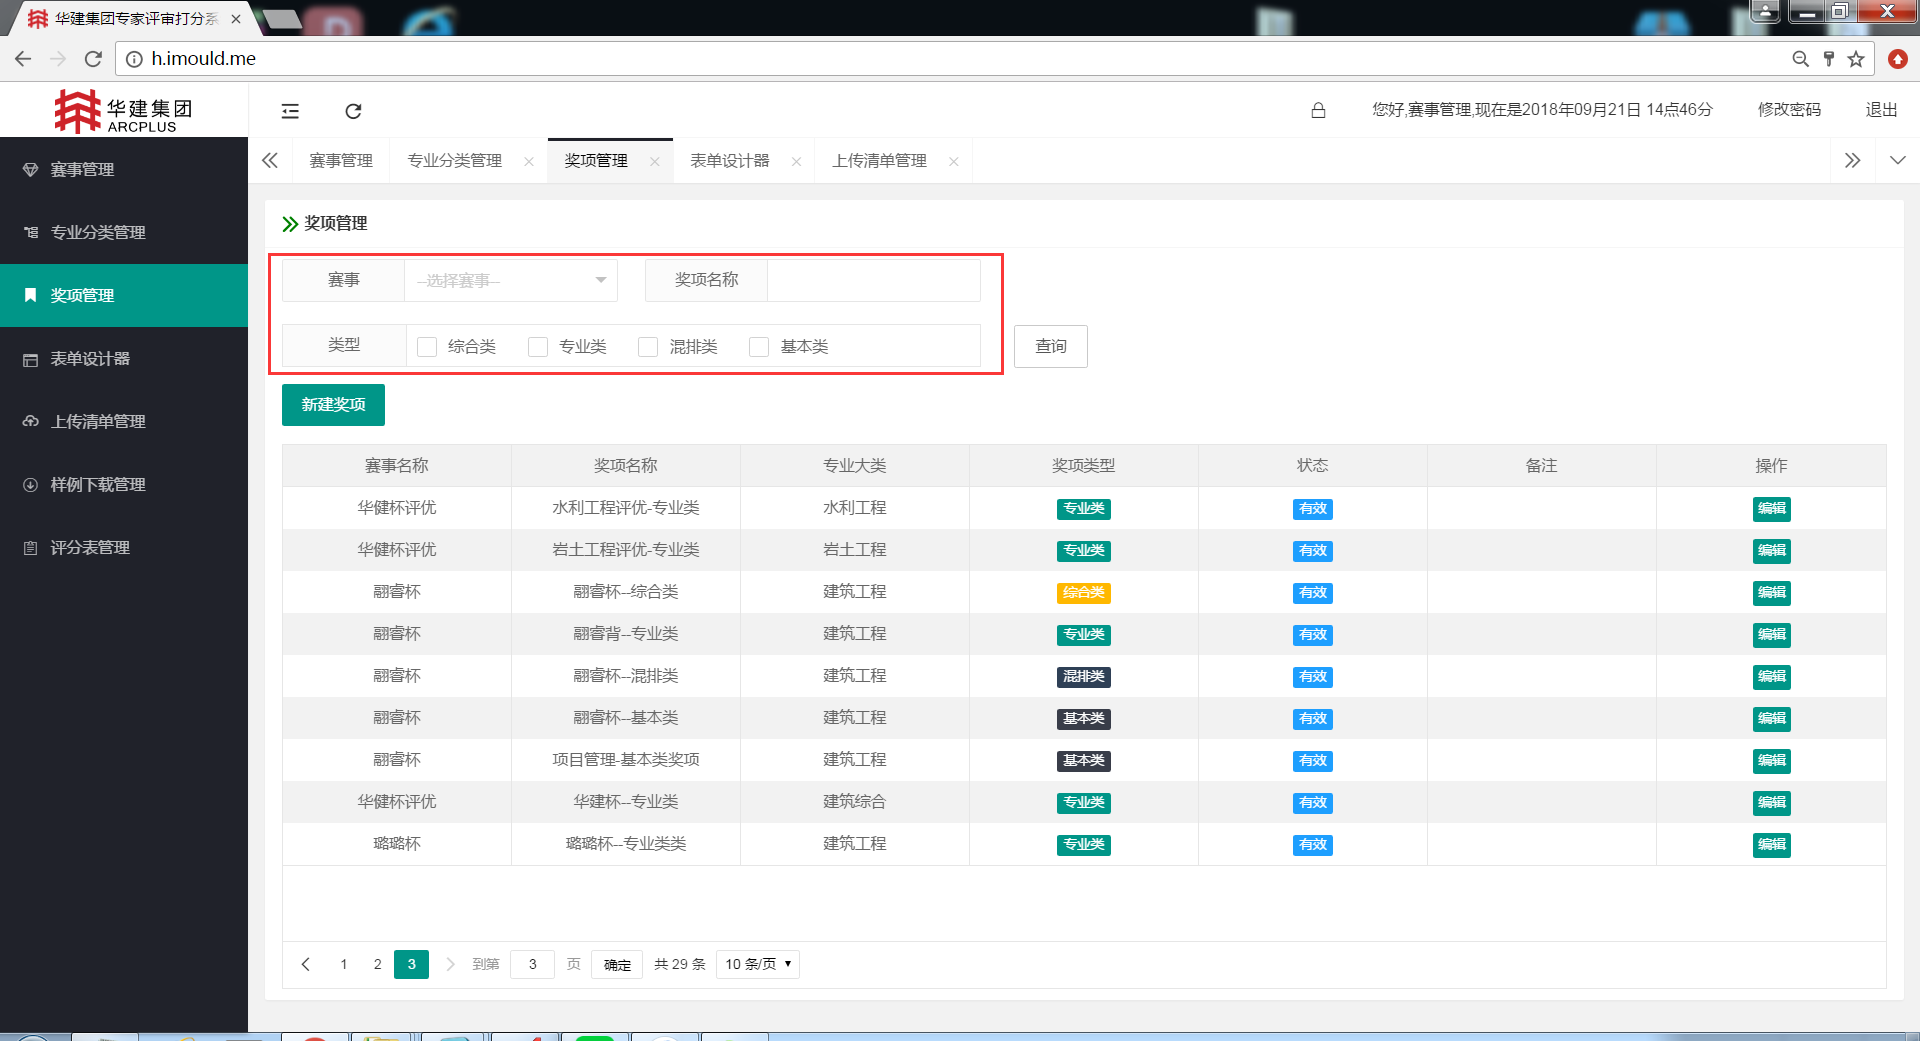 华建集团专家评审打分系
h.imould.me
华建集团
ARCPLUS
您好,赛事管理,现在是2018年09月21日 14点46分 修改密码 退出
赛事管理
专业分类管理
奖项管理
表单设计器
上传清单管理
样例下载管理
评分表管理
赛事管理 专业分类管理 奖项管理 表单设计器 上传清单管理
奖项管理
赛事 --选择赛事-- 奖项名称
类型 综合类 专业类 混排类 基本类 查询
新建奖项
赛事名称 奖项名称 专业大类 奖项类型 状态 备注 操作
华健杯评优 水利工程评优-专业类 水利工程 专业类 有效 编辑
华健杯评优 岩土工程评优-专业类 岩土工程 专业类 有效 编辑
翮睿杯 翮睿杯--综合类 建筑工程 综合类 有效 编辑
翮睿杯 翮睿背--专业类 建筑工程 专业类 有效 编辑
翮睿杯 翮睿杯--混排类 建筑工程 混排类 有效 编辑
翮睿杯 翮睿杯--基本类 建筑工程 基本类 有效 编辑
翮睿杯 项目管理-基本类奖项 建筑工程 基本类 有效 编辑
华健杯评优 华建杯--专业类 建筑综合 专业类 有效 编辑
璐璐杯 璐璐杯--专业类类 建筑工程 专业类 有效 编辑
1 2 3 到第 3 页 确定 共 29 条 10 条/页